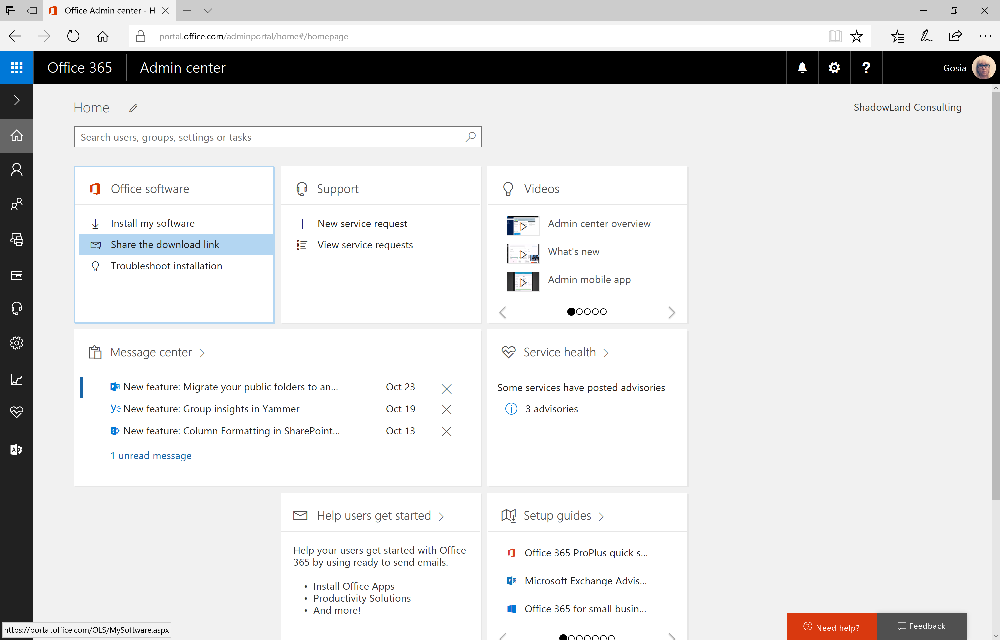 Office Admin center - H
portal.office.com/adminportal/home#/homepage
Office 365
Admin center
Gosia
Home
ShadowLand Consulting
Search users, groups, settings or tasks
Office software
Install my software
Share the download link
Troubleshoot installation
Support
New service request
View service requests
Videos
Admin center overview
What's new
Admin mobile app
Message center
New feature: Migrate your public folders to an... Oct 23
New feature: Group insights in Yammer Oct 19
New feature: Column Formatting in SharePoint... Oct 13
1 unread message
Service health
Some services have posted advisories
3 advisories
Help users get started
Help your users get started with Office
365 by using ready to send emails.
• Install Office Apps
• Productivity Solutions
• And more!
Setup guides
Office 365 ProPlus quick s...
Microsoft Exchange Advis...
Office 365 for small busin...
https://portal.office.com/OLS/MySoftware.aspx
Need help?
Feedback